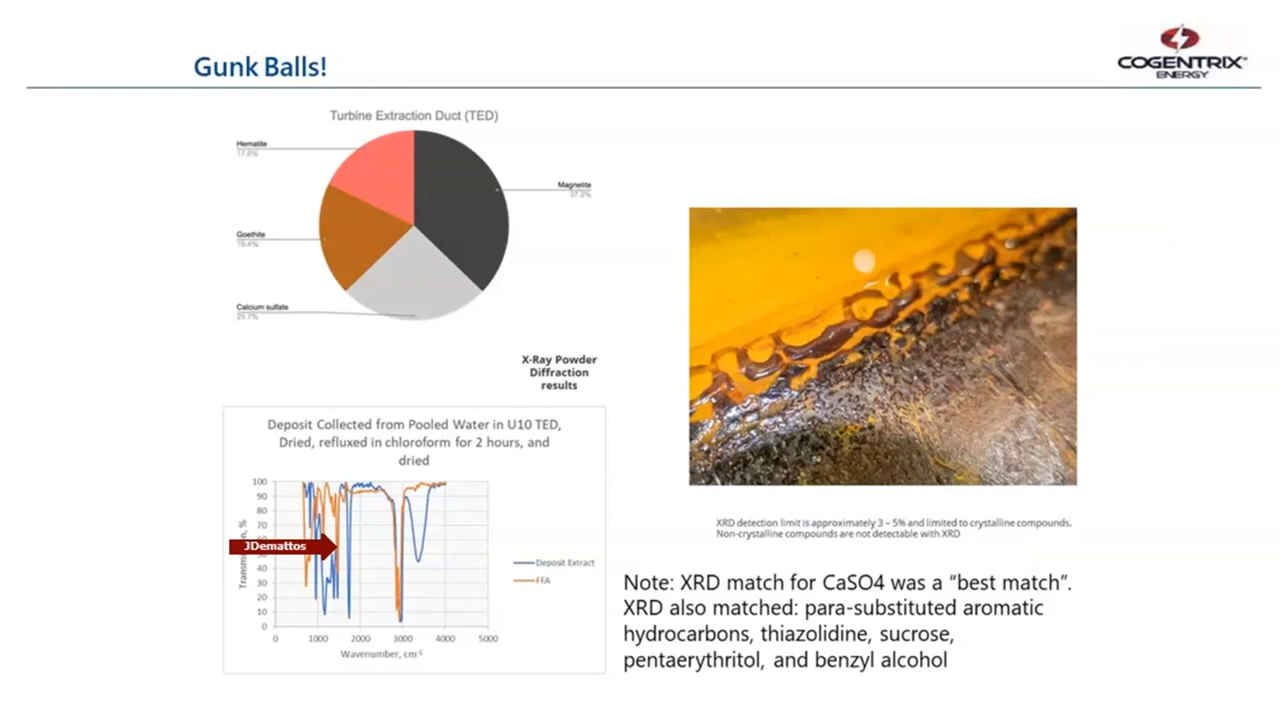 Gunk Balls!
COGENTRIX®
ENERGY
Turbine Extraction Duct (TED)
Hematite
17.8%
Magnetite
37.2%
Goethite
19.4%
Calcium sulfate
25.7%
X-Ray Powder
Diffraction
results
Deposit Collected from Pooled Water in U10 TED,
Dried, refluxed in chloroform for 2 hours, and
dried
100
90
80
70
JDemattos
40
30
20
10
0
0 1000 2000 3000 4000 5000
Wavenumber, cm-1
Deposit Extract
FFA
XRD detection limit is approximately 3 – 5% and limited to crystalline compounds.
Non-crystalline compounds are not detectable with XRD
Note: XRD match for CaSO4 was a “best match”.
XRD also matched: para-substituted aromatic
hydrocarbons, thiazolidine, sucrose,
pentaerythritol, and benzyl alcohol